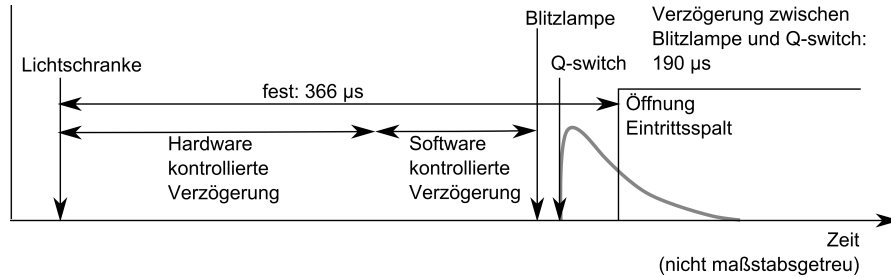 Blitzlampe
Verzögerung zwischen
Blitzlampe und Q-switch:
190 µs
Lichtschranke
Q-switch
fest: 366 µs
Öffnung
Eintrittsspalt
Hardware
kontrollierte
Verzögerung
Software
kontrollierte
Verzögerung
Zeit
(nicht maßstabsgetreu)